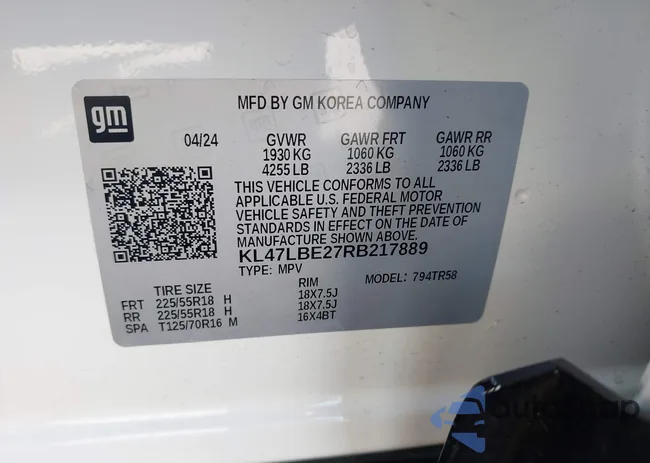 gm
MFD BY GM KOREA COMPANY
04/24 GVWR GAWR FRT GAWR RR
1930 KG 1060 KG 1060 KG
4255 LB 2336 LB 2336 LB
THIS VEHICLE CONFORMS TO ALL
APPLICABLE U.S. FEDERAL MOTOR
VEHICLE SAFETY AND THEFT PREVENTION
STANDARDS IN EFFECT ON THE DATE OF
MANUFACTURE SHOWN ABOVE.
KL47LBE27RB217889
TYPE: MPV MODEL: 794TR58
TIRE SIZE RIM
FRT 225/55R18 H 18X7.5J
RR 225/55R18 H 18X7.5J
SPA T125/70R16 M 16X4BT